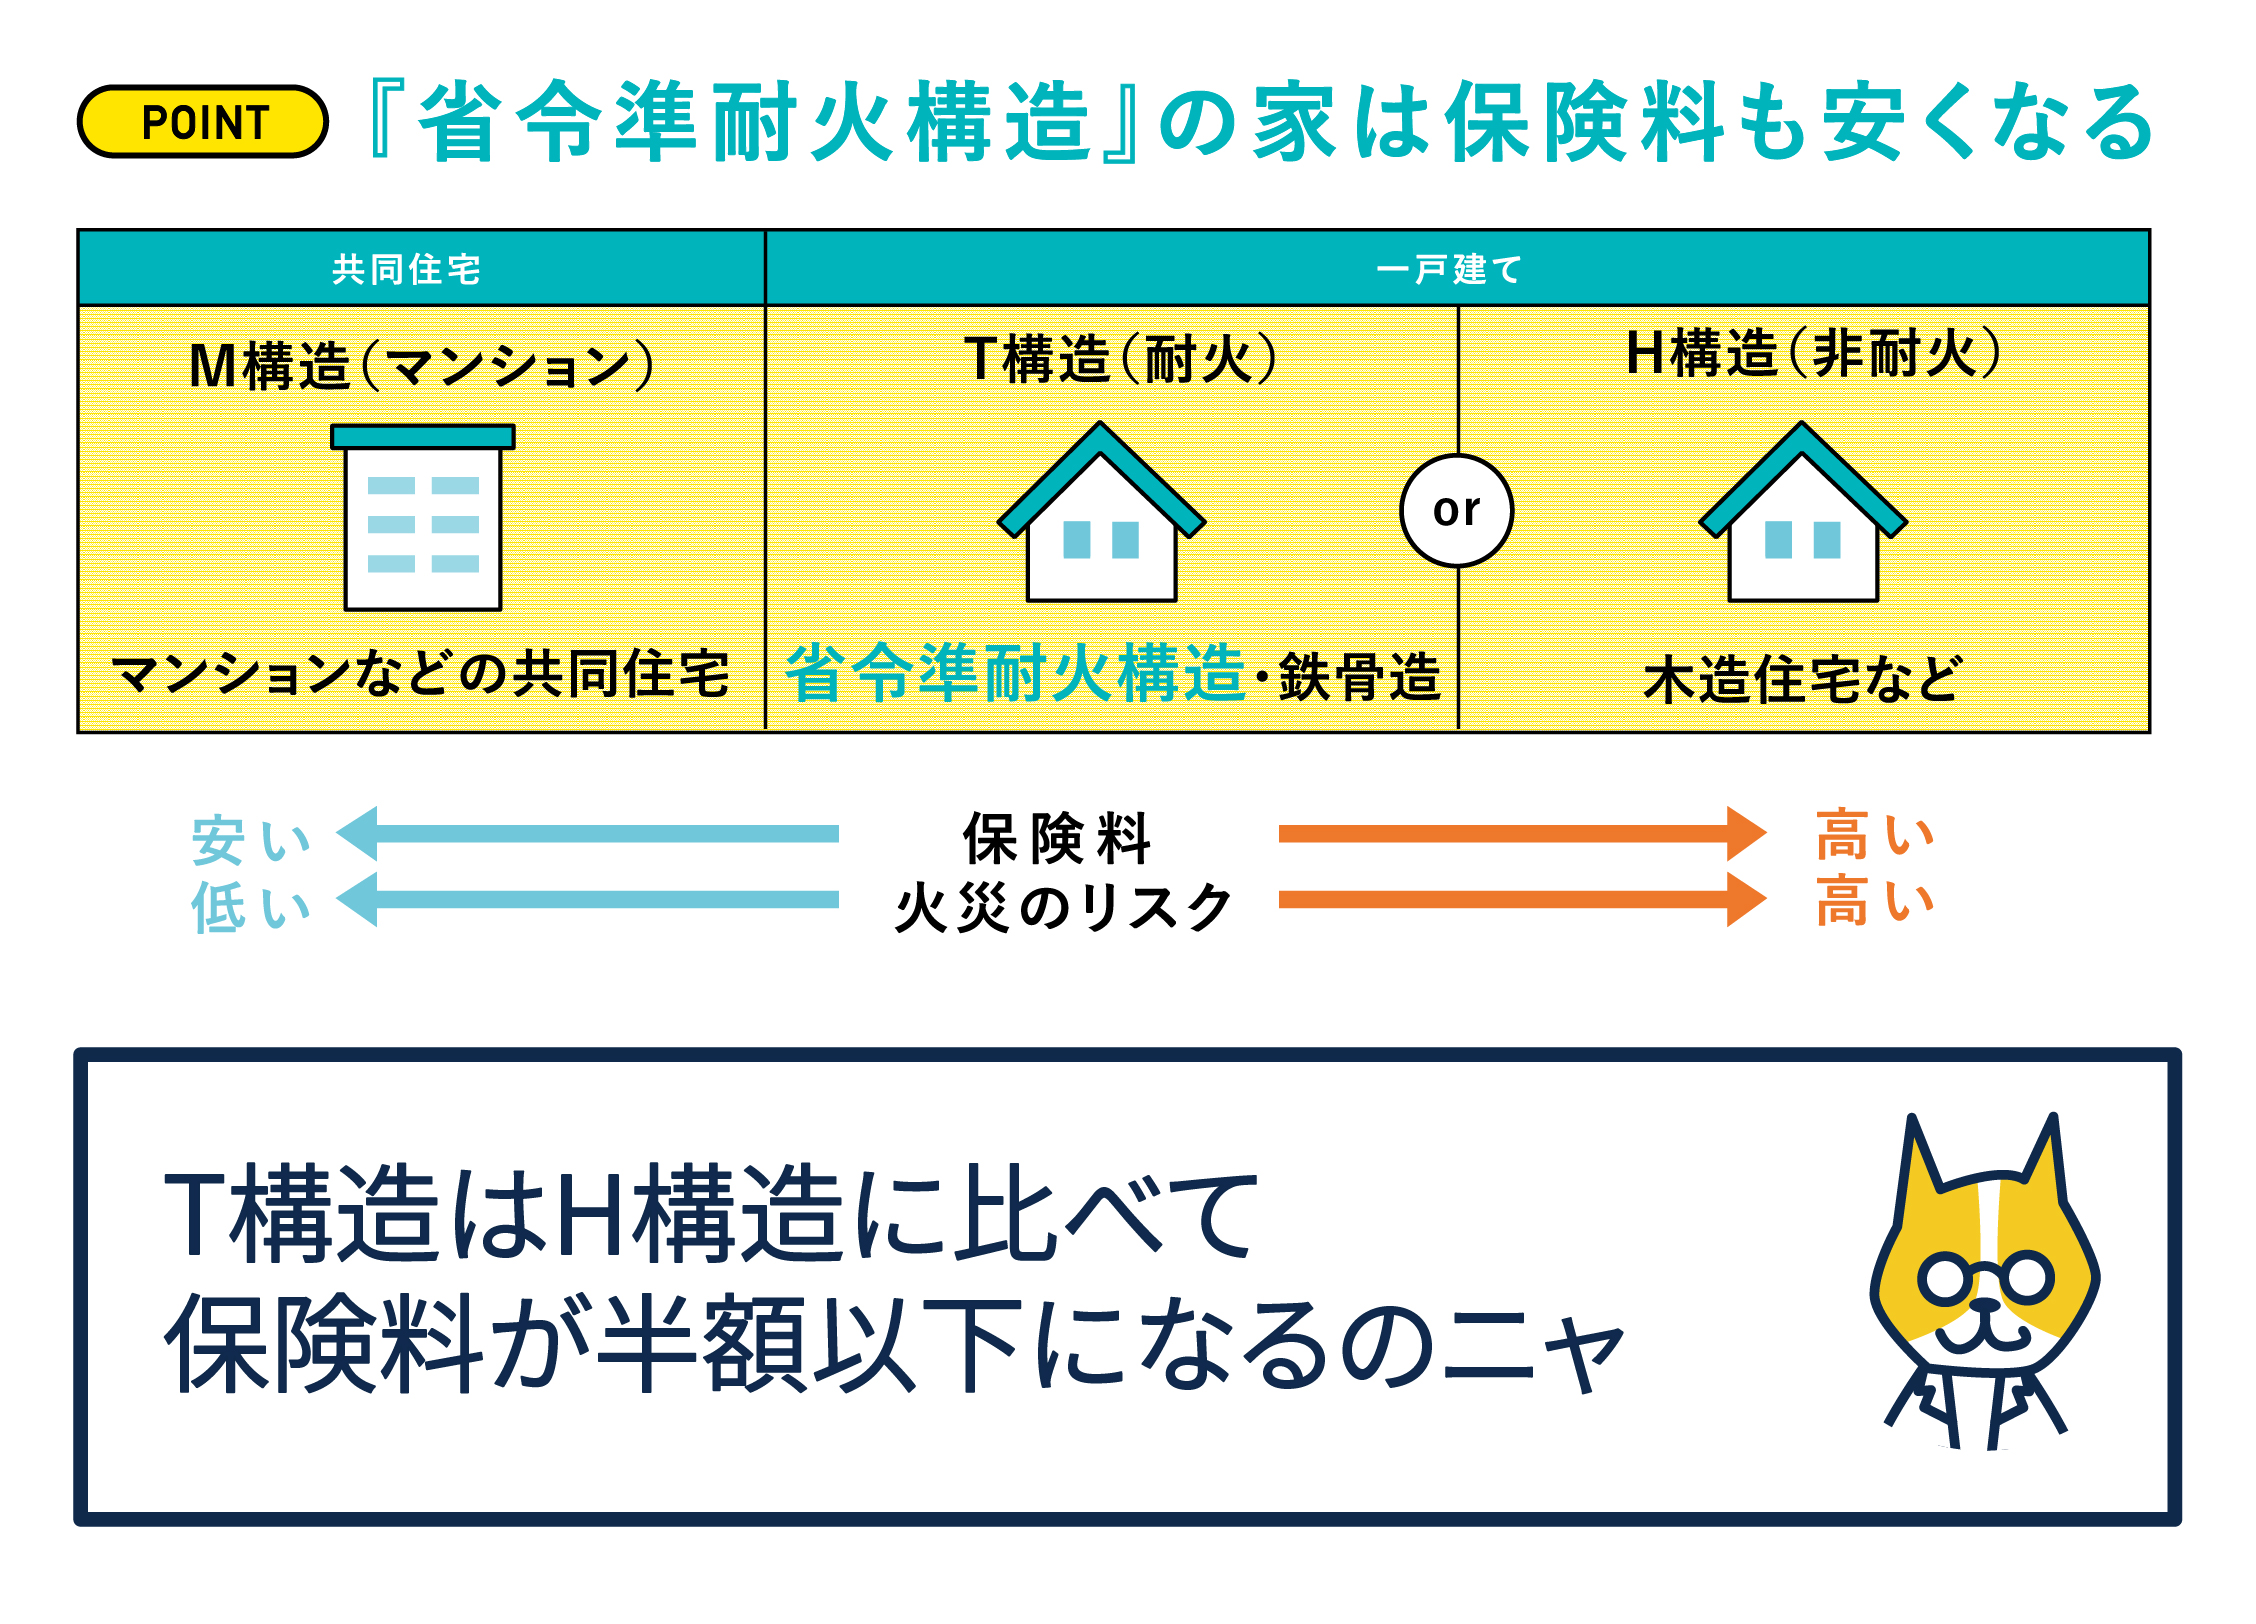 POINT 『省令準耐火構造』の家は保険料も安くなる
共同住宅 一戸建て
M構造（マンション） T構造（耐火） H構造（非耐火）
or
マンションなどの共同住宅 省令準耐火構造・鉄骨造 木造住宅など
安い 保険料 高い
低い 火災のリスク 高い
T構造はH構造に比べて
保険料が半額以下になるのニャ